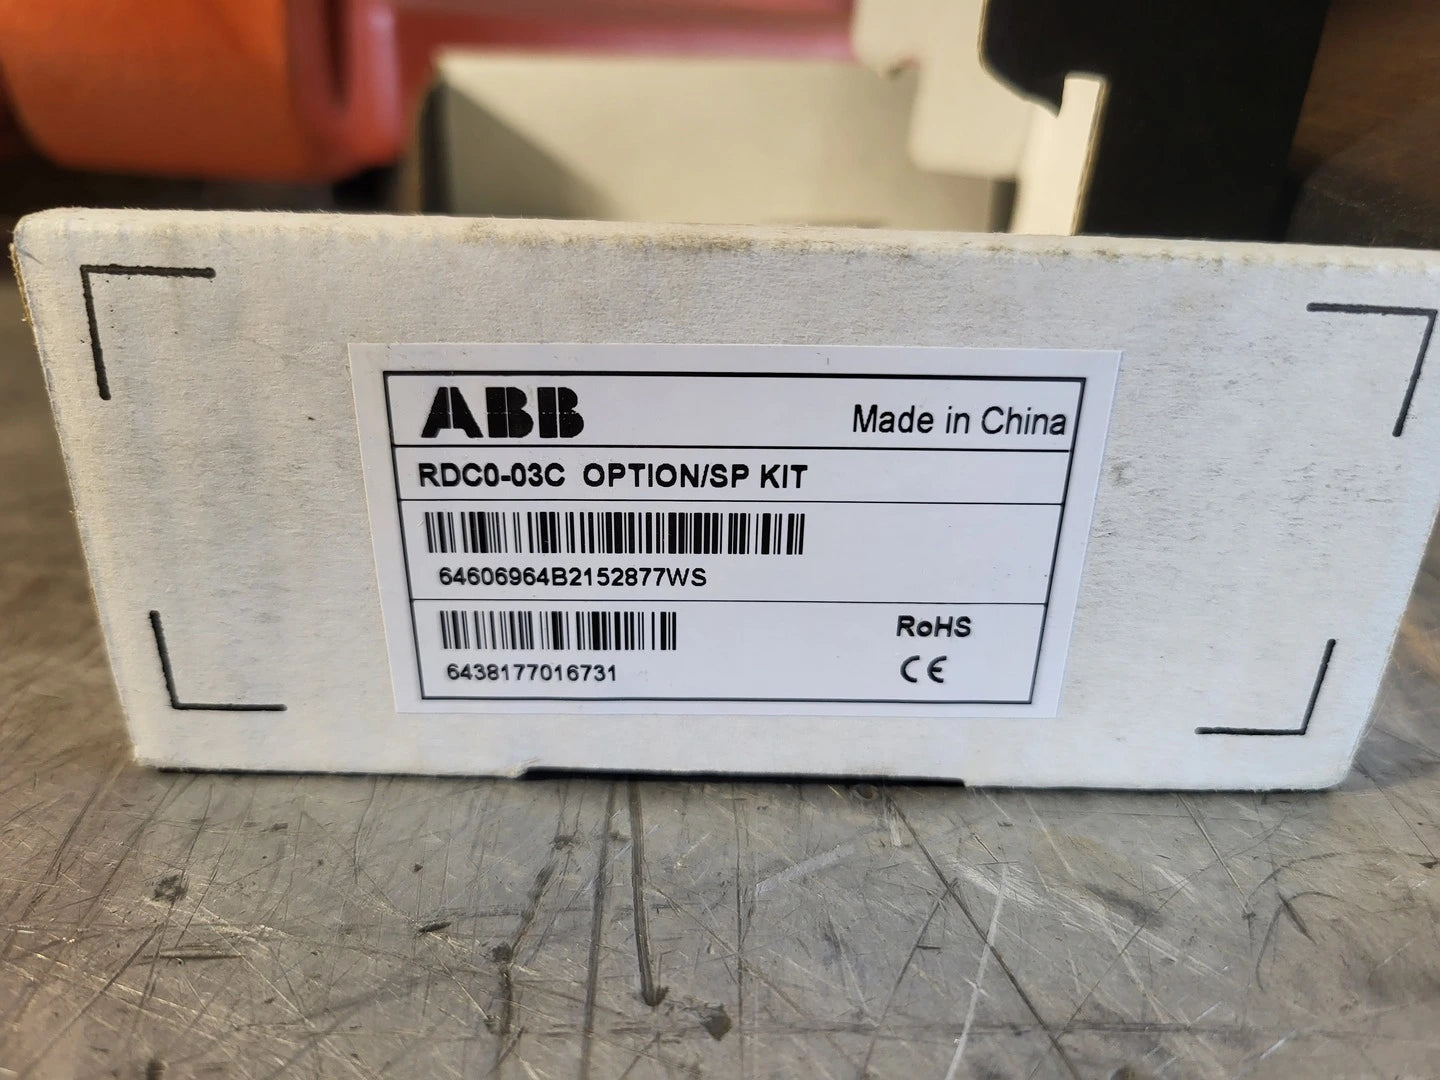 ABB
Made in China
RDC0-03C OPTION/SP KIT
64606964B2152877WS
6438177016731
RoHS
CE